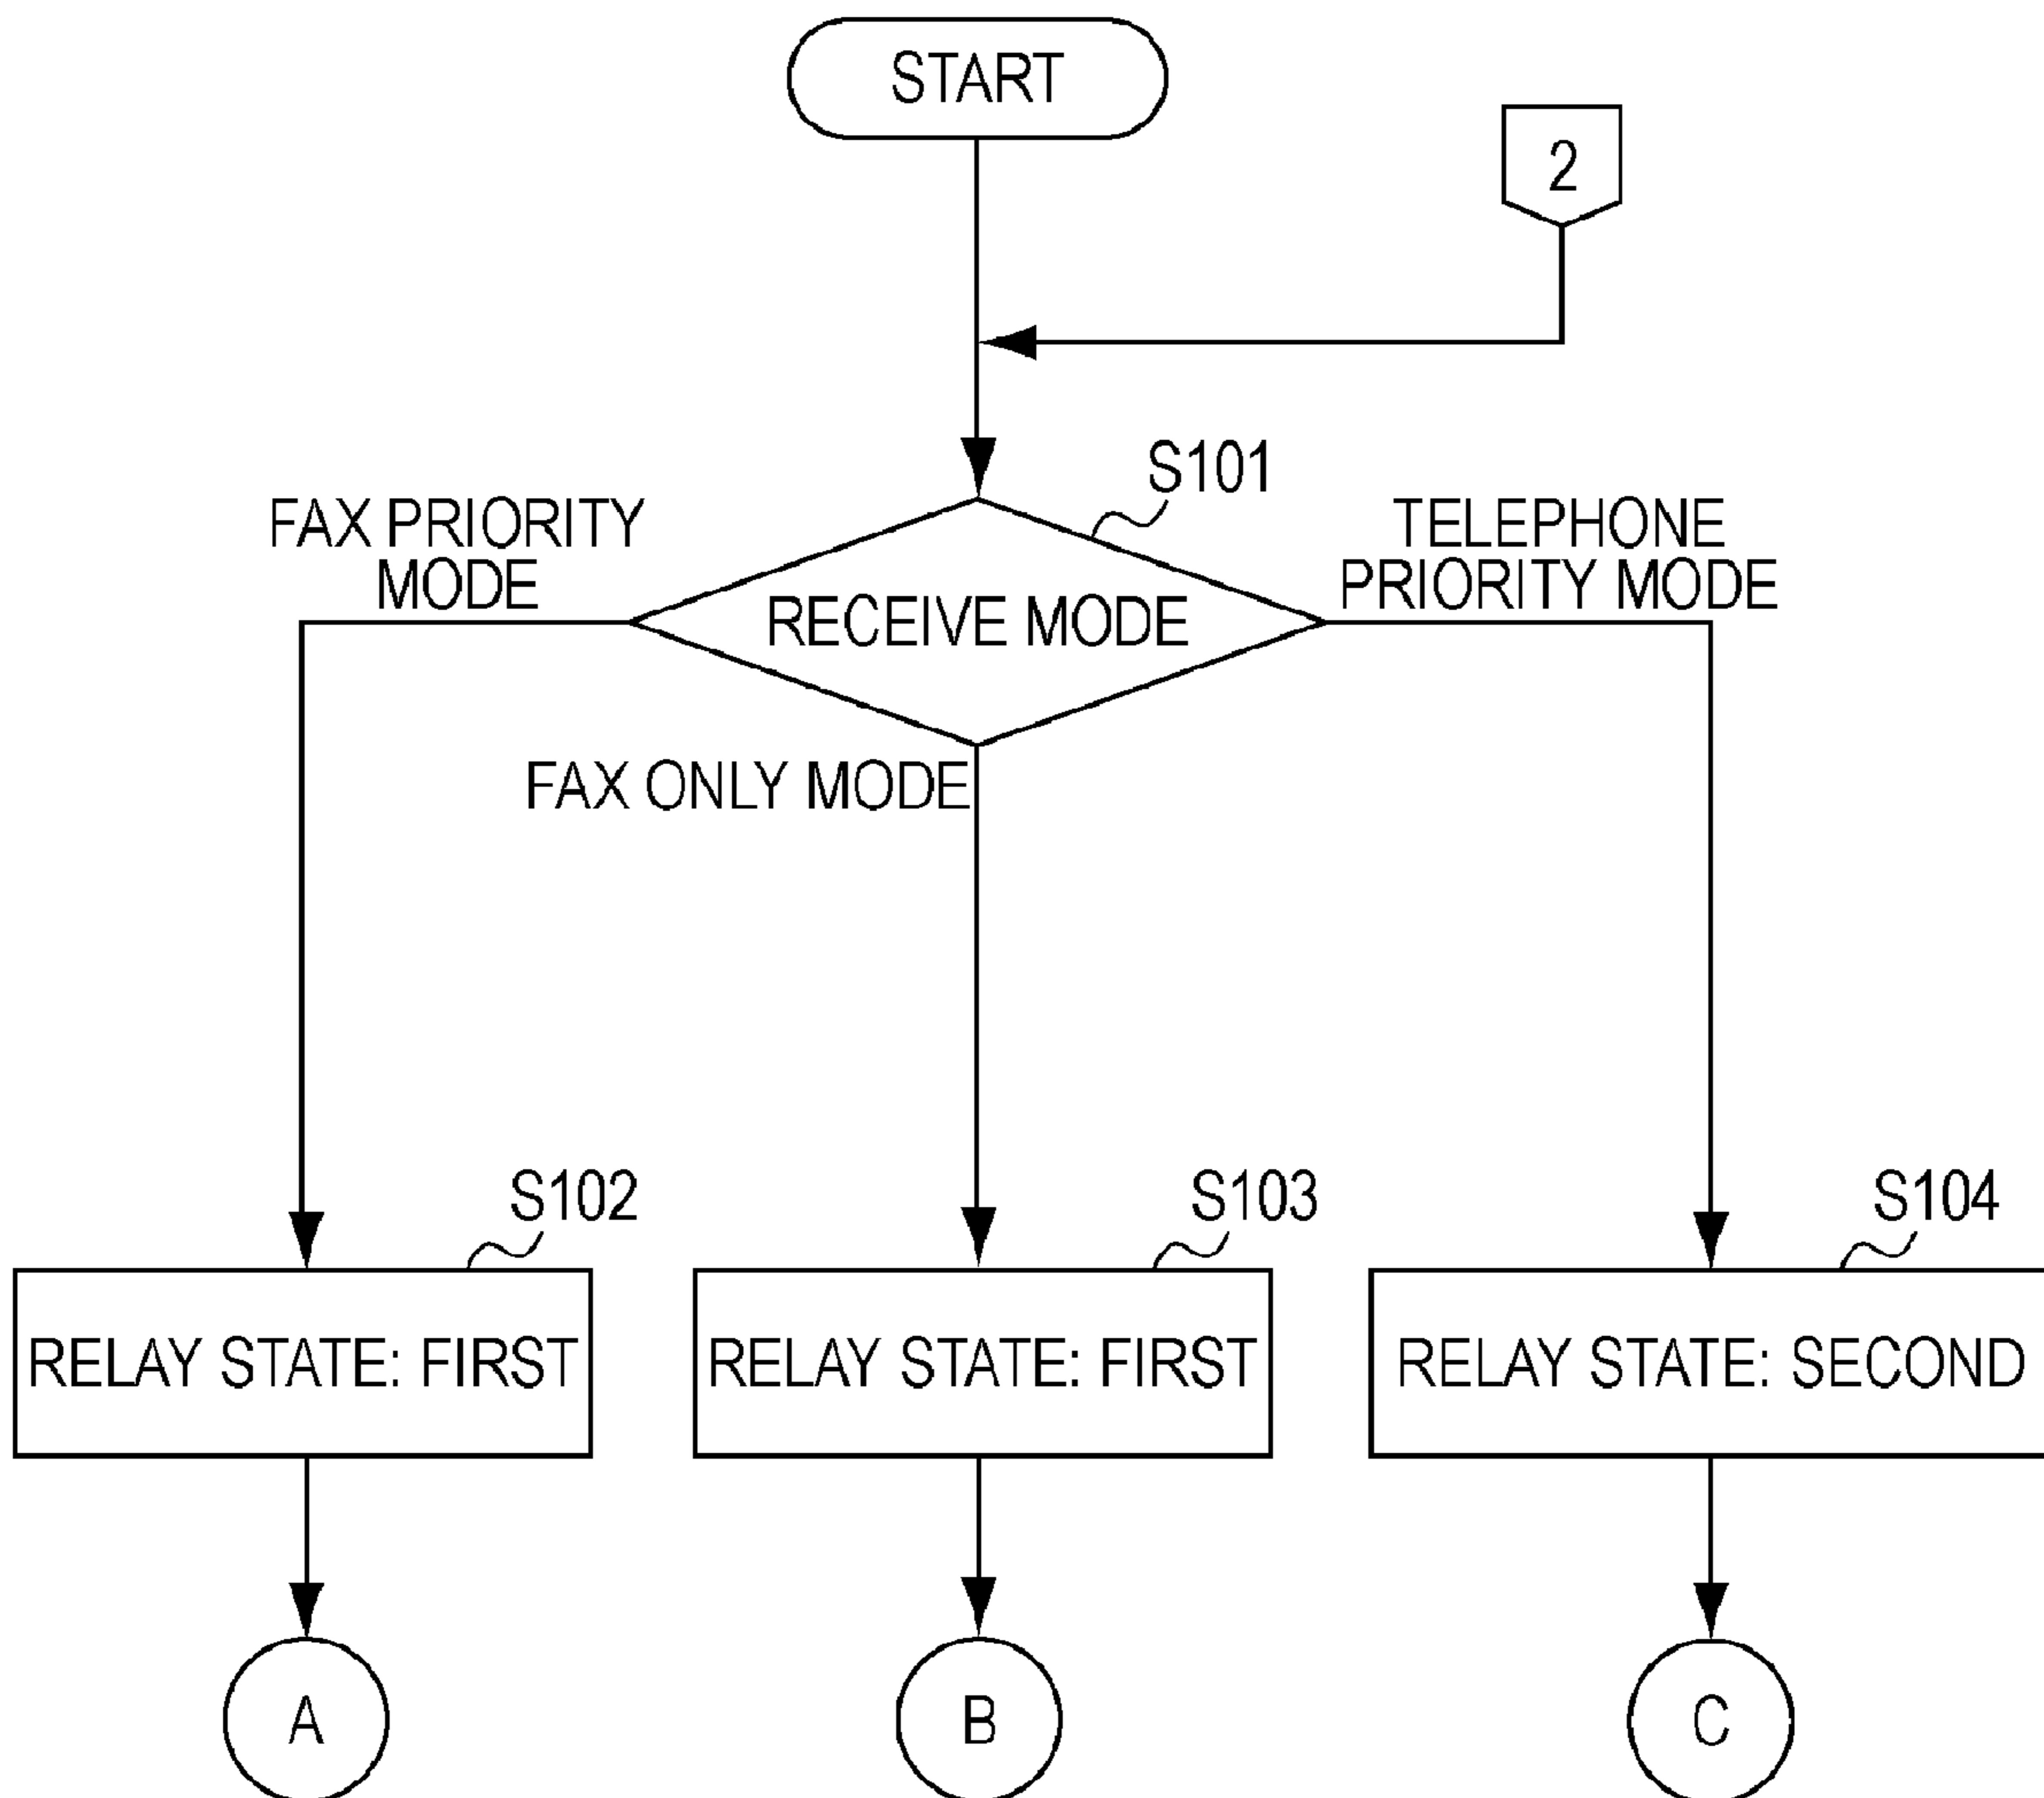 START
2
S101
FAX PRIORITY
MODE
TELEPHONE
PRIORITY MODE
RECEIVE MODE
FAX ONLY MODE
S102
S103
S104
RELAY STATE: FIRST
RELAY STATE: FIRST
RELAY STATE: SECOND
A
B
C